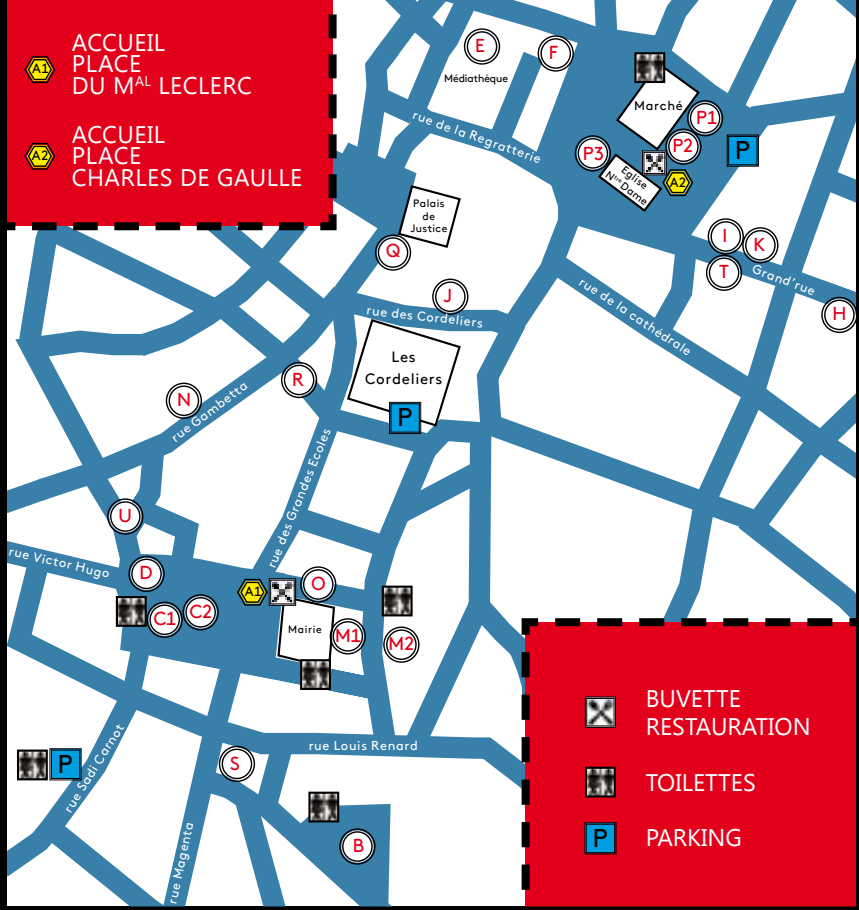 A1
ACCUEIL
PLACE
DU MAL LECLERC
A2
ACCUEIL
PLACE
CHARLES DE GAULLE
E
Médiathèque
F
Marché
P1
P2
P3
P
Eglise
Ntre Dame
A2
rue de la Regratterie
Palais
de
Justice
Q
I
K
T
Grand'rue
H
J
rue des Cordeliers
rue de la cathédrale
Les
Cordeliers
P
R
N
rue Gambetta
rue des Grandes Ecoles
U
rue Victor Hugo
D
C1
C2
A1
O
Mairie
M1
M2
rue Sadi Carnot
P
S
rue Louis Renard
rue Magenta
B
BUVETTE
RESTAURATION
TOILETTES
P
PARKING